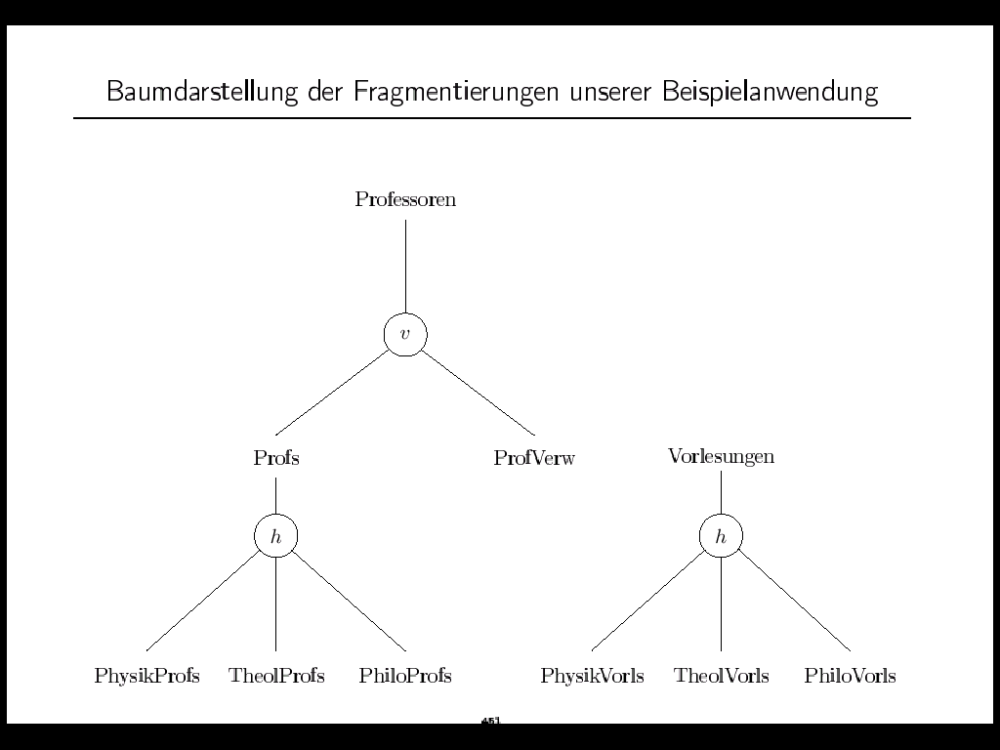 Baumdarstellung der Fragmentierungen unserer Beispielanwendung
Professoren
v
Profs ProfVerw Vorlesungen
h h
PhysikProfs TheolProfs PhiloProfs PhysikVorls TheolVorls PhiloVorls